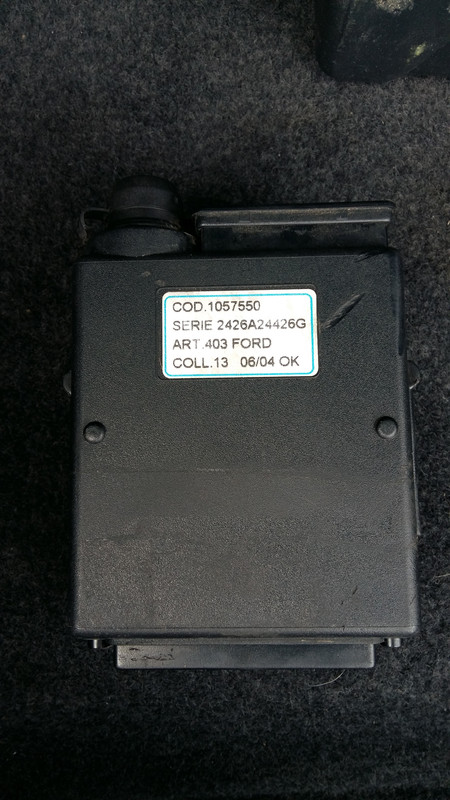 COD.1057550
SERIE 2426A24426G
ART.403 FORD
COLL.13 06/04 OK